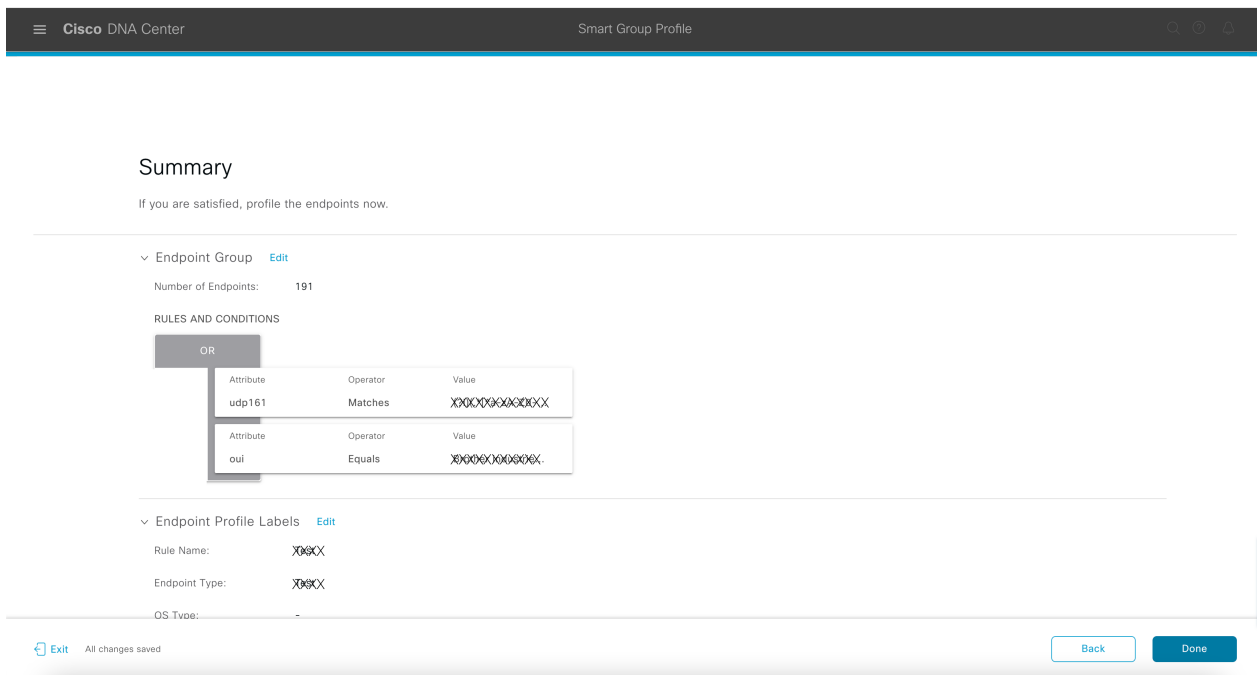 Cisco DNA Center
Smart Group Profile
Summary
If you are satisfied, profile the endpoints now.
Endpoint Group Edit
Number of Endpoints: 191
RULES AND CONDITIONS
OR
Attribute Operator Value
udp161 Matches
Attribute Operator Value
oui Equals
Endpoint Profile Labels Edit
Rule Name:
Endpoint Type:
OS Type: -
Exit All changes saved Back Done